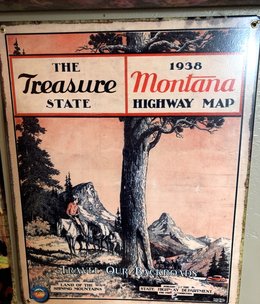 THE
Treasure
STATE
1938
Montana
HIGHWAY MAP
TRAVEL OUR BACKROADS
LAND OF THE
SHINING MOUNTAINS
STATE HIGHWAY DEPARTMENT